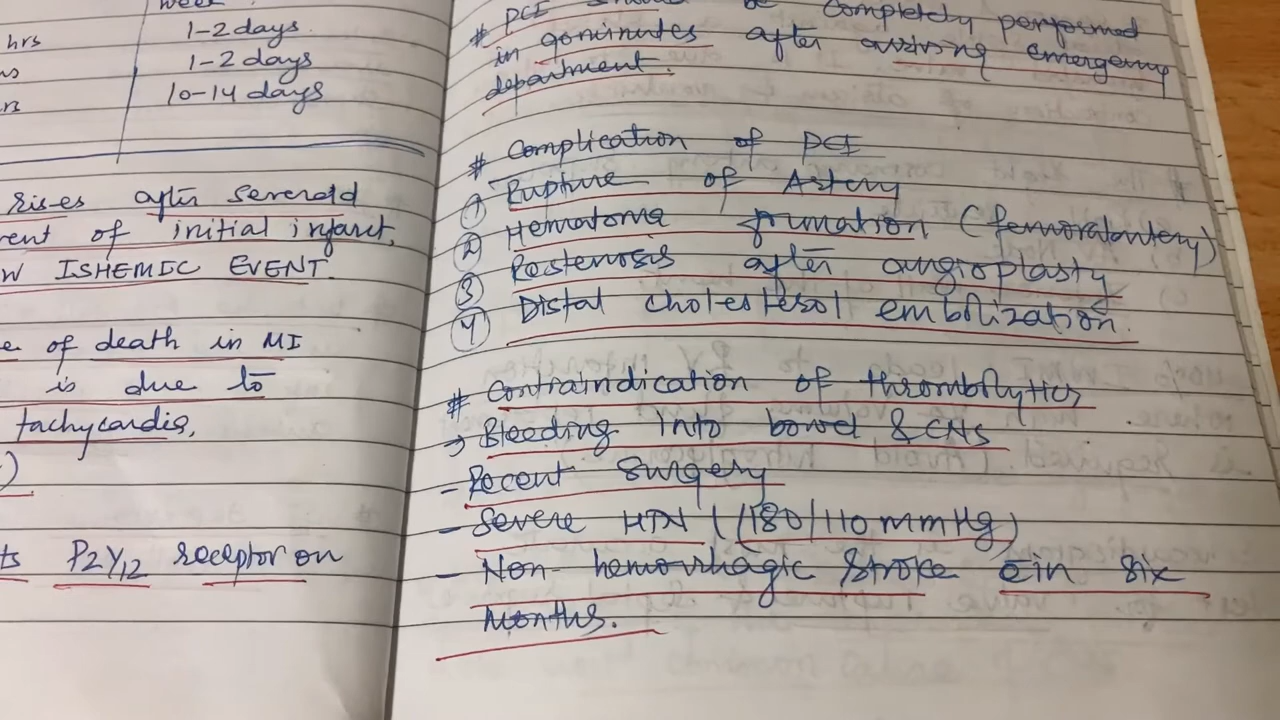 week
hrs 1-2 days
1-2 days
10-14 days
rises after several
of initial infarct,
ISHEMIC EVENT.
of death in MI
is due to
tachycardia,
P2Y12 receptor on
# PCI should be completely performed
in 90minutes after arriving emergency
department.
# Complication of PCI
① Rupture of Artery
② Hematoma formation (femoralartery)
③ Restenosis after angioplasty
④ Distal cholesterol embolization.
# Contraindication of thrombolytics
→ Bleeding into bowel & CNS
- Recent surgery
- Severe HTN (180/110 mmHg)
- Non-hemorrhagic stroke in six
Months.